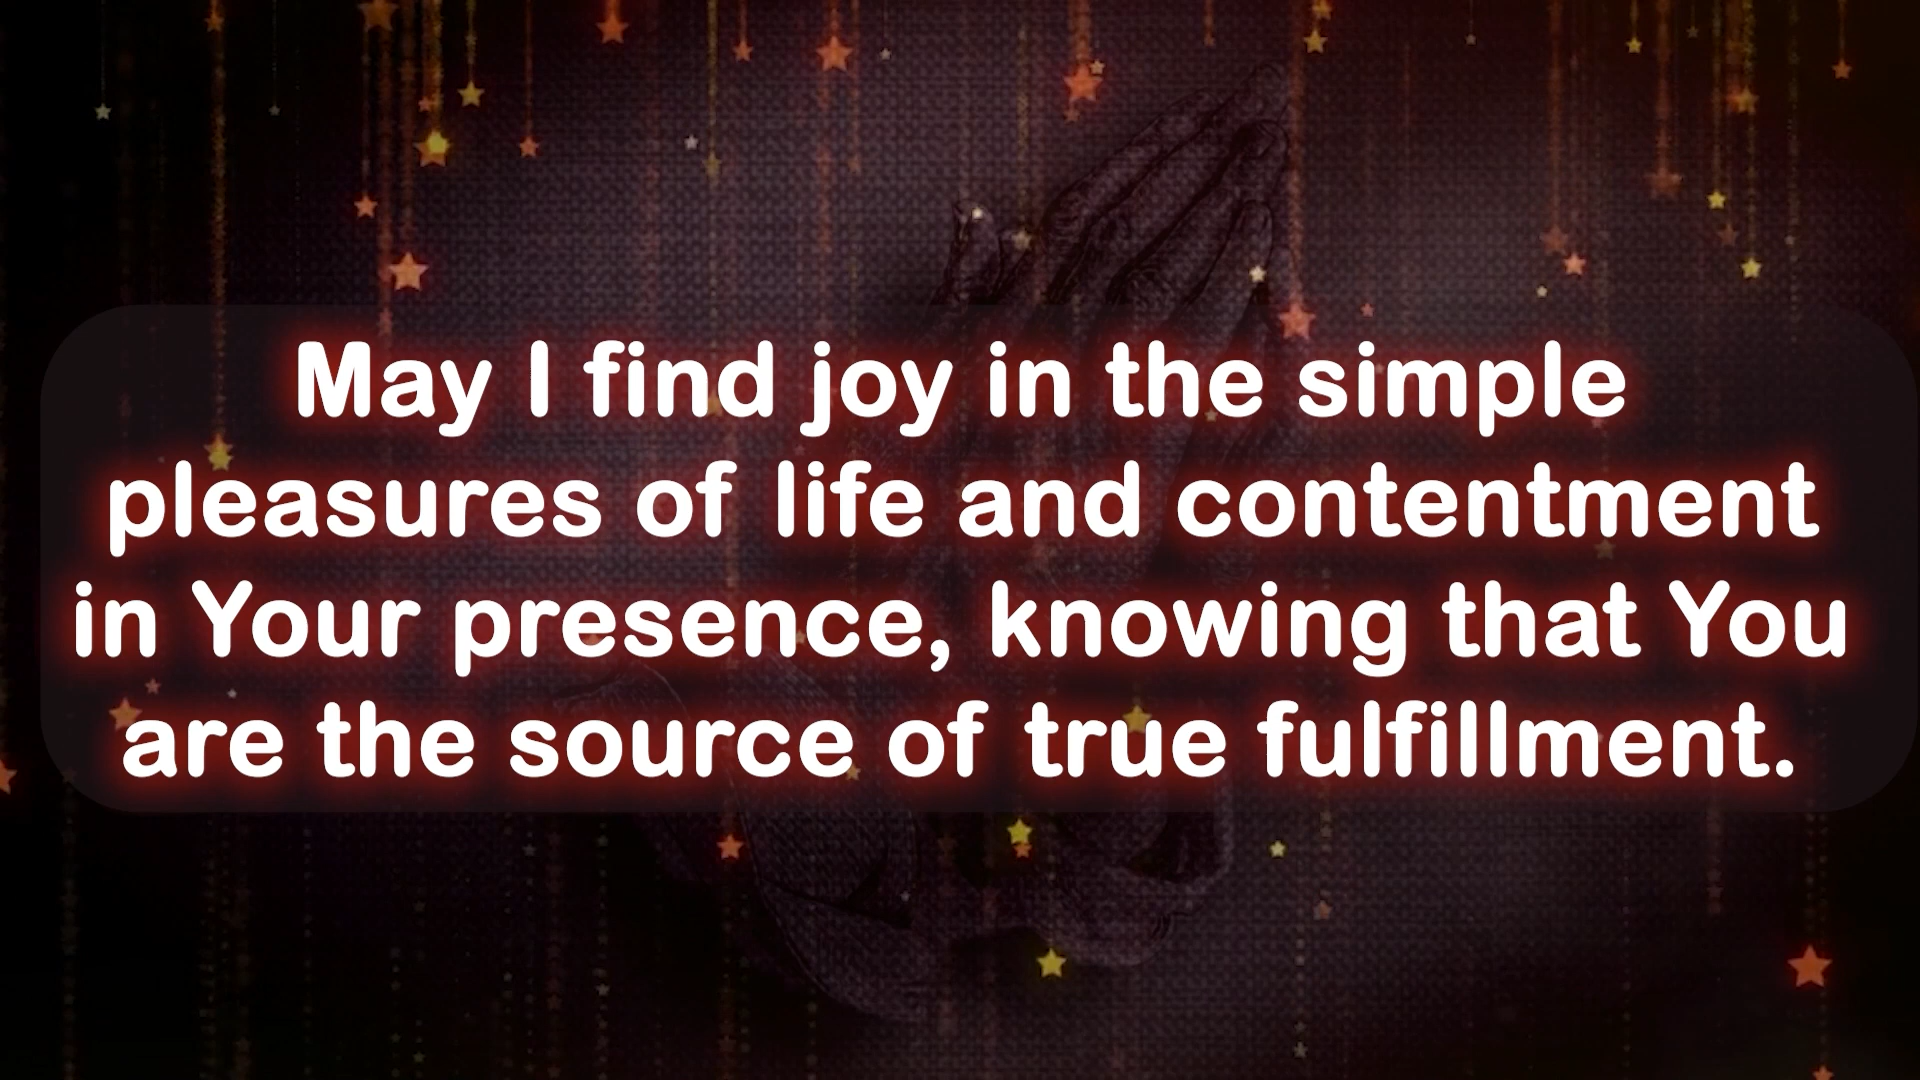 May I find joy in the simple
pleasures of life and contentment
in Your presence, knowing that You
are the source of true fulfillment.